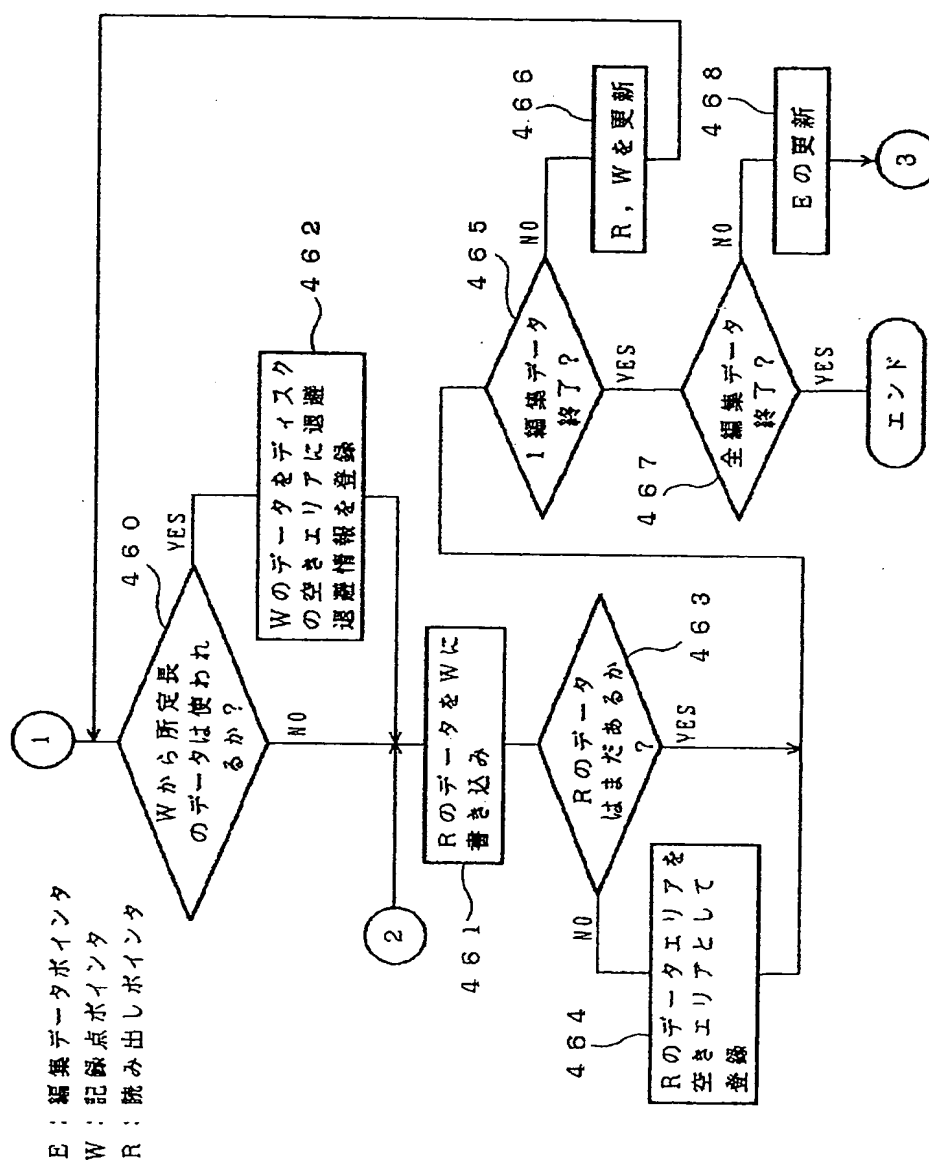 E：編集データポインタ
W：記録点ポインタ
R：読み出しポインタ
1
Wから所定長
のデータは使われ
るか？
460
YES
NO
Wのデータをディスク
の空きエリアに退避
退避情報を登録
462
2
RのデータをWに
書き込み
461
Rのデータ
はまだあるか
？
463
NO
YES
Rのデータエリアを
空きエリアとして
登録
464
1編集データ
終了？
465
NO
YES
R，Wを更新
466
全編集データ
終了？
467
NO
YES
Eの更新
468
3
エンド